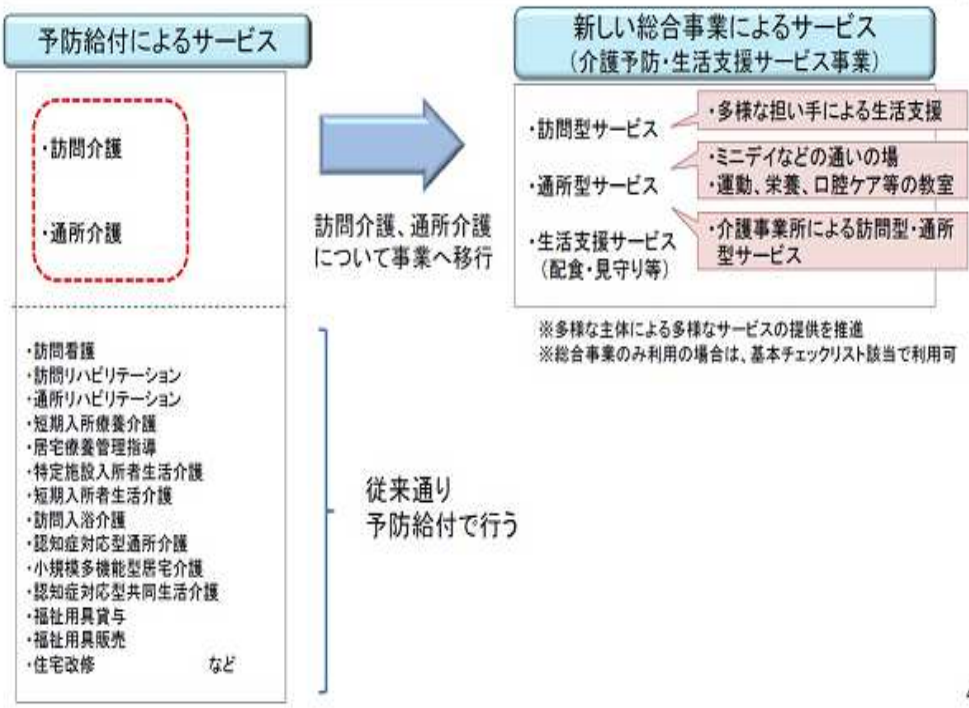 予防給付によるサービス
・訪問介護
・通所介護
訪問介護、通所介護
について事業へ移行
新しい総合事業によるサービス
(介護予防・生活支援サービス事業)
・訪問型サービス
・多様な担い手による生活支援
・通所型サービス
・ミニデイなどの通いの場
・運動、栄養、口腔ケア等の教室
・生活支援サービス
(配食・見守り等)
・介護事業所による訪問型・通所
型サービス
※多様な主体による多様なサービスの提供を推進
※総合事業のみ利用の場合は、基本チェックリスト該当で利用可
・訪問看護
・訪問リハビリテーション
・通所リハビリテーション
・短期入所療養介護
・居宅療養管理指導
・特定施設入所者生活介護
・短期入所者生活介護
・訪問入浴介護
・認知症対応型通所介護
・小規模多機能型居宅介護
・認知症対応型共同生活介護
・福祉用具貸与
・福祉用具販売
・住宅改修 など
従来通り
予防給付で行う